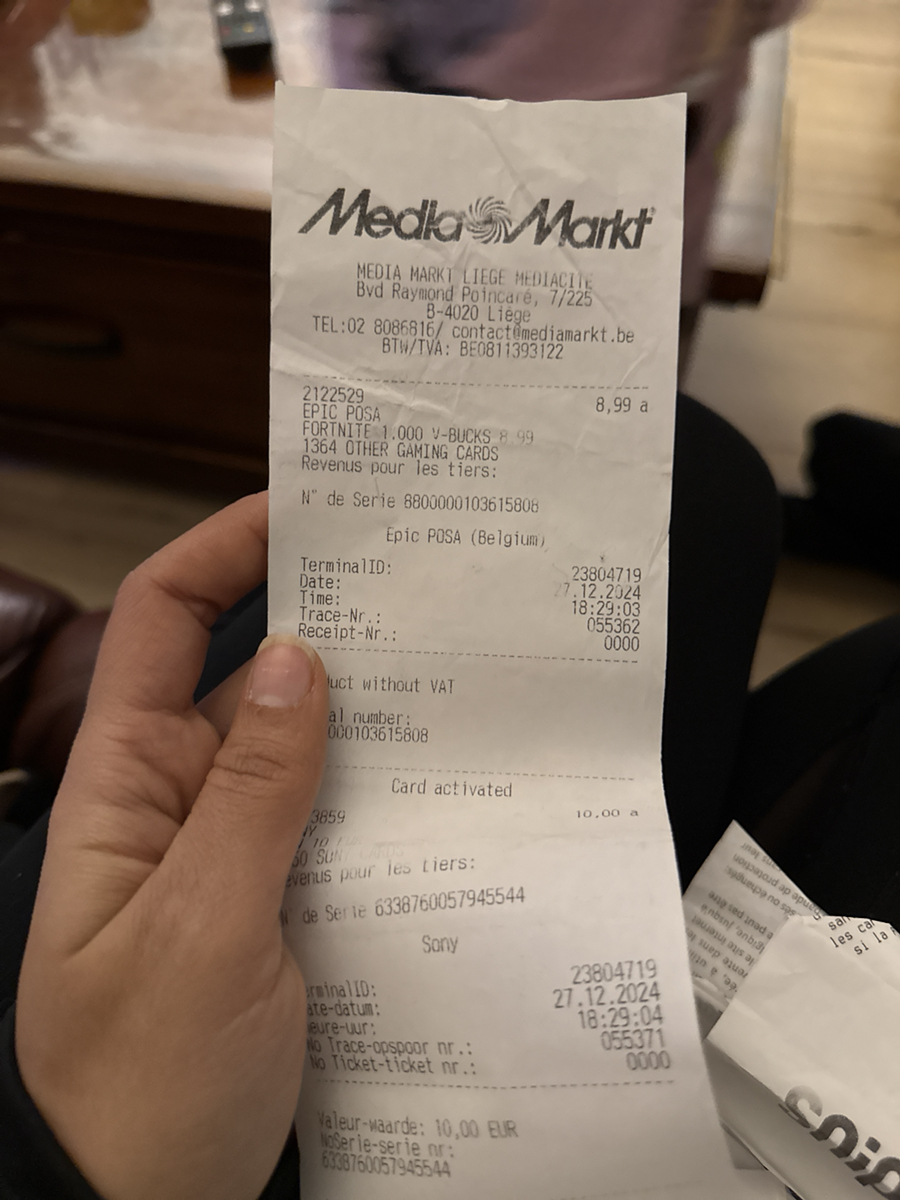 Media Markt
MEDIA MARKT LIEGE MEDIACITE
Bvd Raymond Poincaré, 7/225
B-4020 Liège
TEL:02 8086816/ contact@mediamarkt.be
BTW/TVA: BE0811393122
2122529 8,99 a
EPIC POSA
FORTNITE 1.000 V-BUCKS 8.99
1364 OTHER GAMING CARDS
Revenus pour les tiers:
N° de Serie 8800000103615808
Epic POSA (Belgium)
TerminalID: 23804719
Date: 27.12.2024
Time: 18:29:03
Trace-Nr.: 055362
Receipt-Nr.: 0000
uct without VAT
al number:
000103615808
Card activated
3859 10,00 a
evenus pour les tiers:
N° de Serie 6338760057945544
Sony
erminalID: 23804719
ate-datum: 27.12.2024
eure-uur: 18:29:04
No Trace-opspoor nr.: 055371
No Ticket-ticket nr.: 0000
Valeur-waarde: 10,00 EUR
NoSerie-serie nr:
6338760057945544